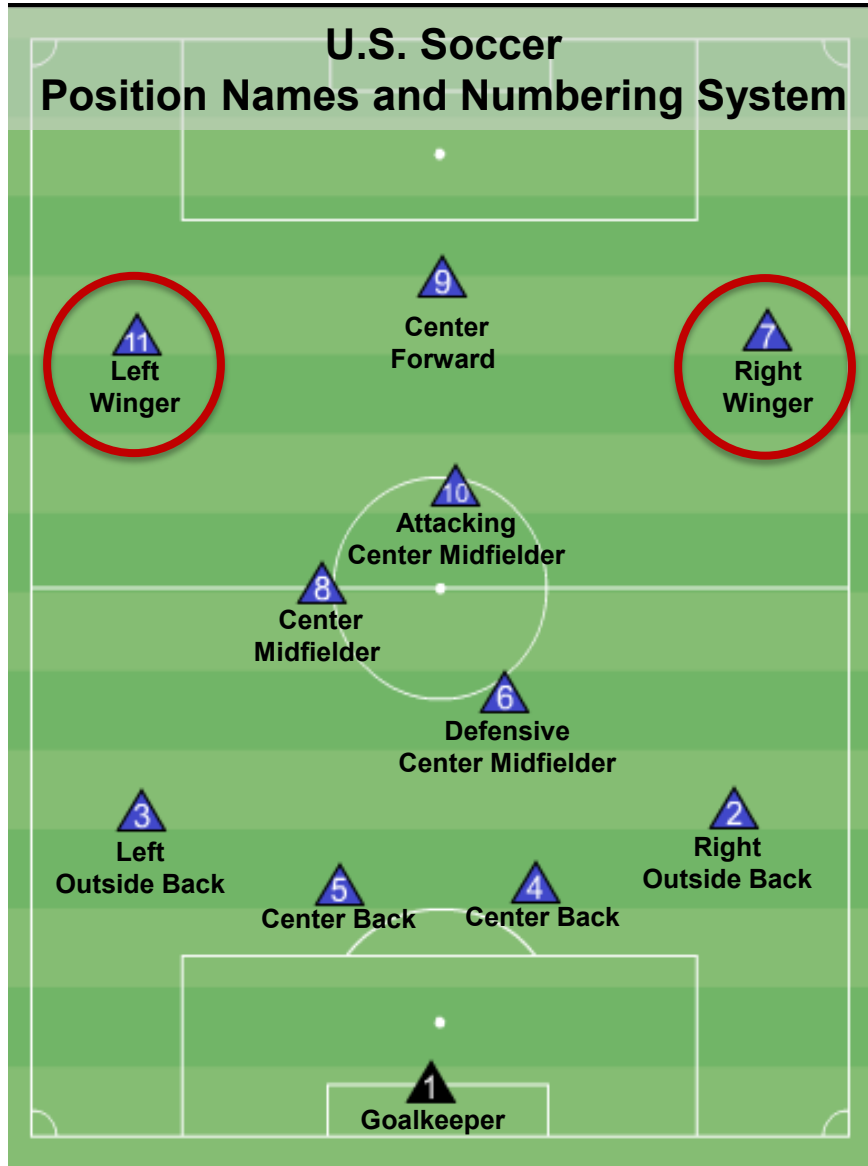 U.S. Soccer
Position Names and Numbering System
9
Center
Forward
11
Left
Winger
7
Right
Winger
10
Attacking
Center Midfielder
8
Center
Midfielder
6
Defensive
Center Midfielder
3
Left
Outside Back
2
Right
Outside Back
5
Center Back
4
Center Back
1
Goalkeeper